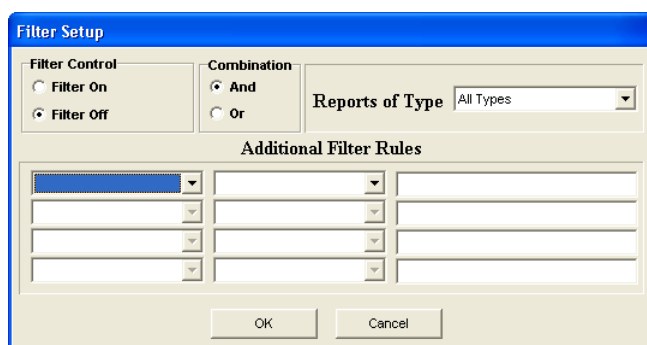 Filter Setup
Filter Control
Filter On
Filter Off
Combination
And
Or
Reports of Type All Types
Additional Filter Rules
OK Cancel